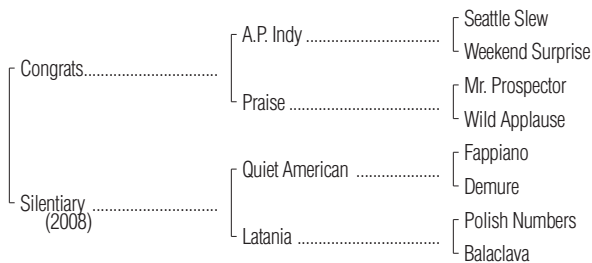 Seattle Slew
A.P. Indy ................................
Weekend Surprise
Congrats................................
Mr. Prospector
Praise ....................................
Wild Applause
Fappiano
Quiet American ....................
Demure
Silentiary ..............................
(2008)
Polish Numbers
Latania ..................................
Balaclava